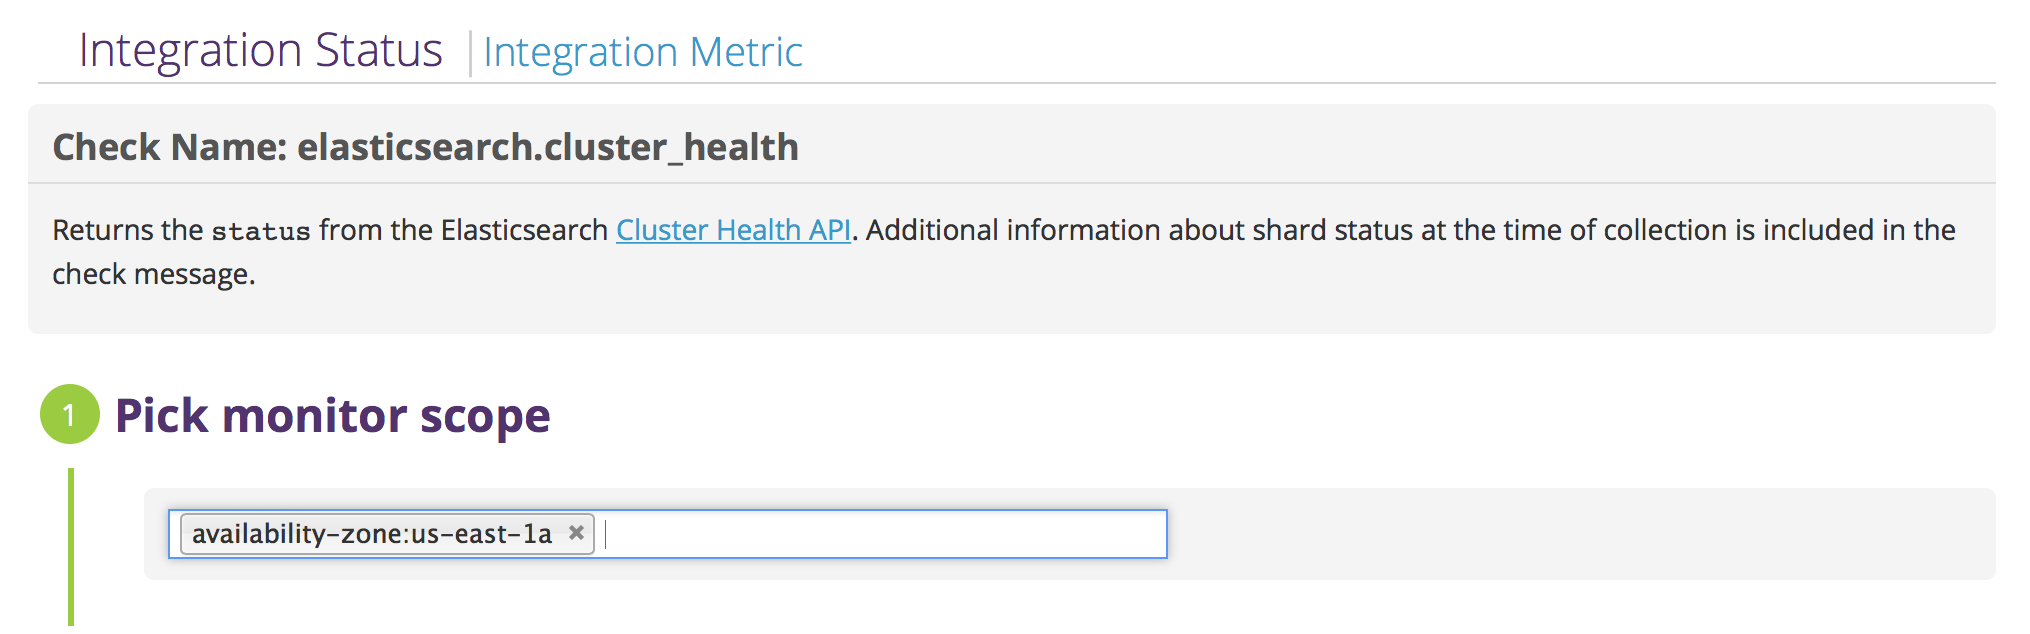 Integration Status | Integration Metric
Check Name: elasticsearch.cluster_health
Returns the status from the Elasticsearch Cluster Health API. Additional information about shard status at the time of collection is included in the
check message.
1 Pick monitor scope
availability-zone:us-east-1a ×